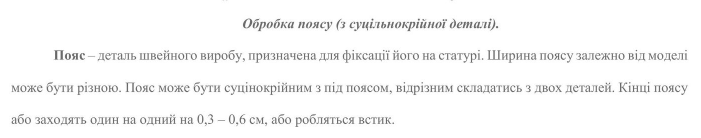 Обробка поясу (з суцільнокрійної деталі).
Пояс – деталь швейного виробу, призначена для фіксації його на статурі. Ширина поясу залежно від моделі
може бути різною. Пояс може бути суцінокрійним з під поясом, відрізним складатись з двох деталей. Кінці поясу
або заходять один на одний на 0,3 – 0,6 см, або робляться встик.